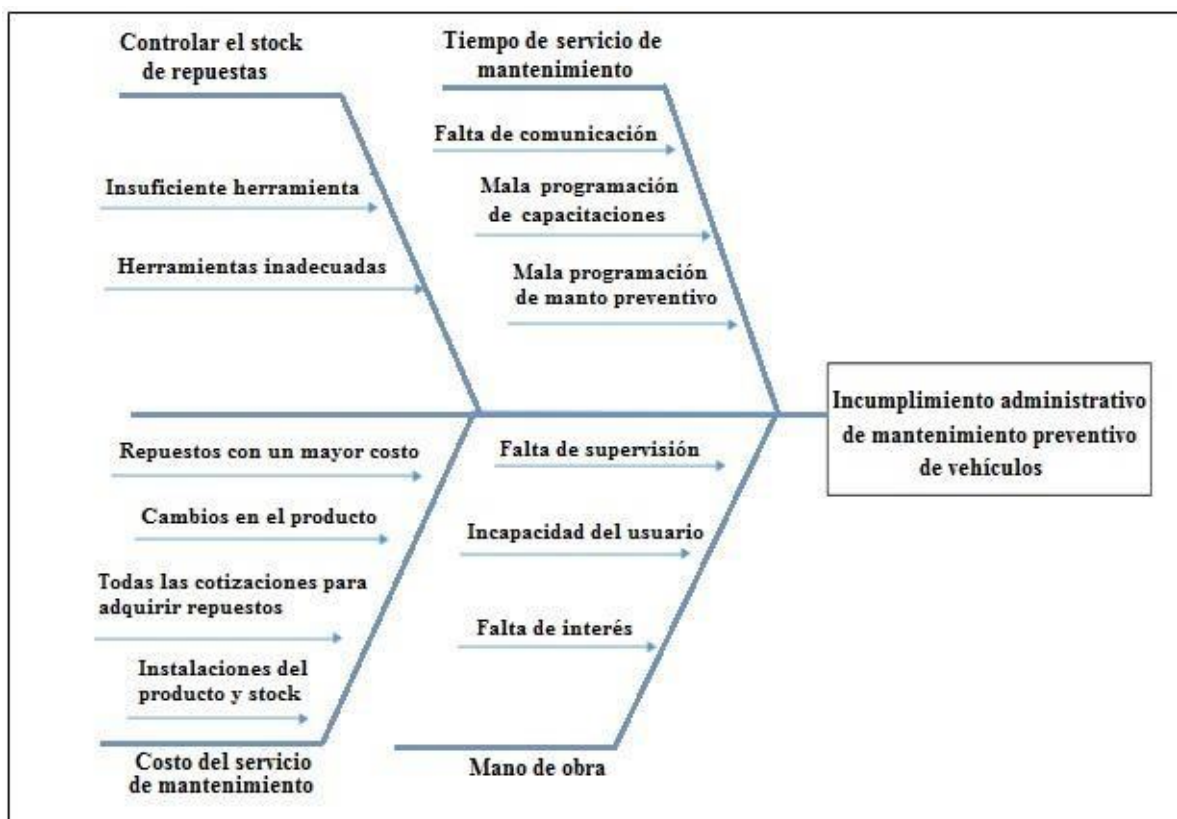 Controlar el stock
de repuestas
Tiempo de servicio de
mantenimiento
Falta de comunicación
Insuficiente herramienta
Mala programación
de capacitaciones
Herramientas inadecuadas
Mala programación
de manto preventivo
Incumplimiento administrativo
de mantenimiento preventivo
de vehículos
Repuestos con un mayor costo
Falta de supervisión
Cambios en el producto
Incapacidad del usuario
Todas las cotizaciones para
adquirir repuestos
Falta de interés
Instalaciones del
producto y stock
Costo del servicio
de mantenimiento
Mano de obra